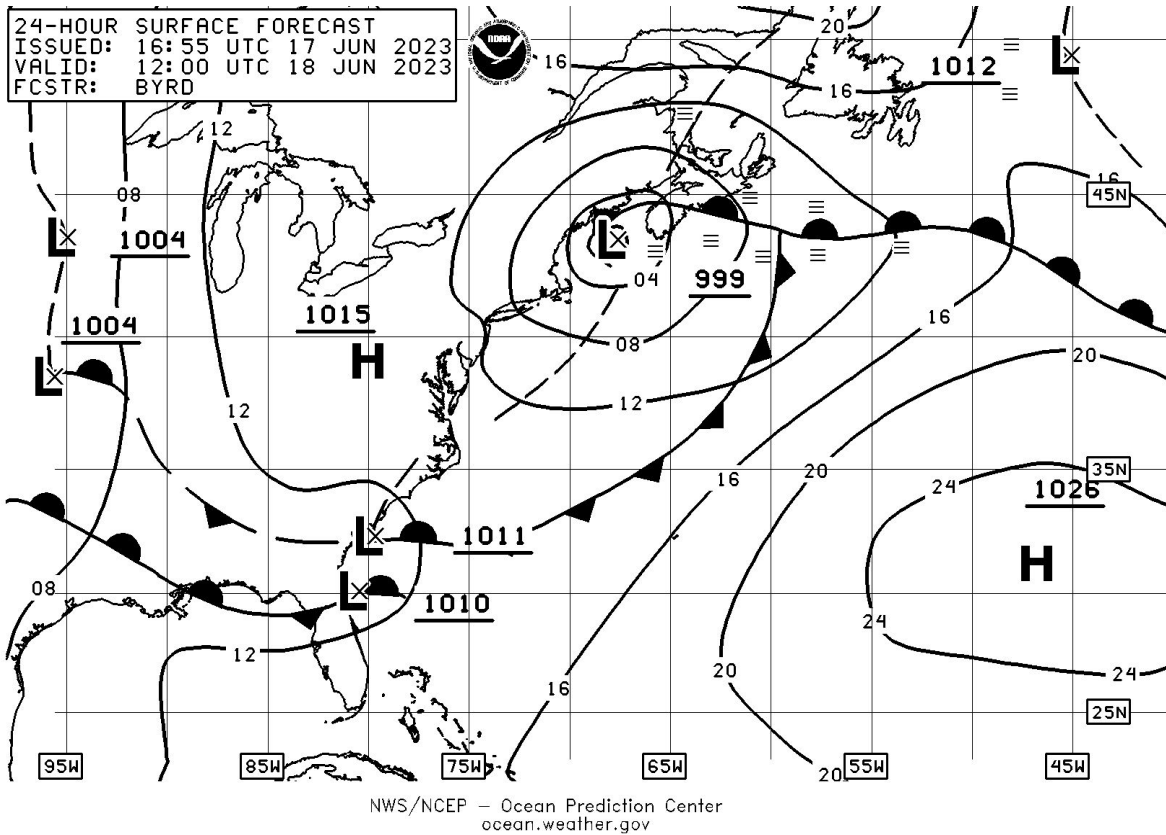 24-HOUR SURFACE FORECAST
ISSUED: 16:55 UTC 17 JUN 2023
VALID: 12:00 UTC 18 JUN 2023
FCSTR: BYRD
NOAA
20
L
16
1012
16
12
08
16
45N
L
1004
L
999
04
1015
1004
H
08
16
20
L
12
12
20
16
24
35N
1026
L
1011
H
08
L
1010
24
12
16
20
24
25N
95W
85W
75W
65W
20
55W
45W
NWS/NCEP – Ocean Prediction Center
ocean.weather.gov